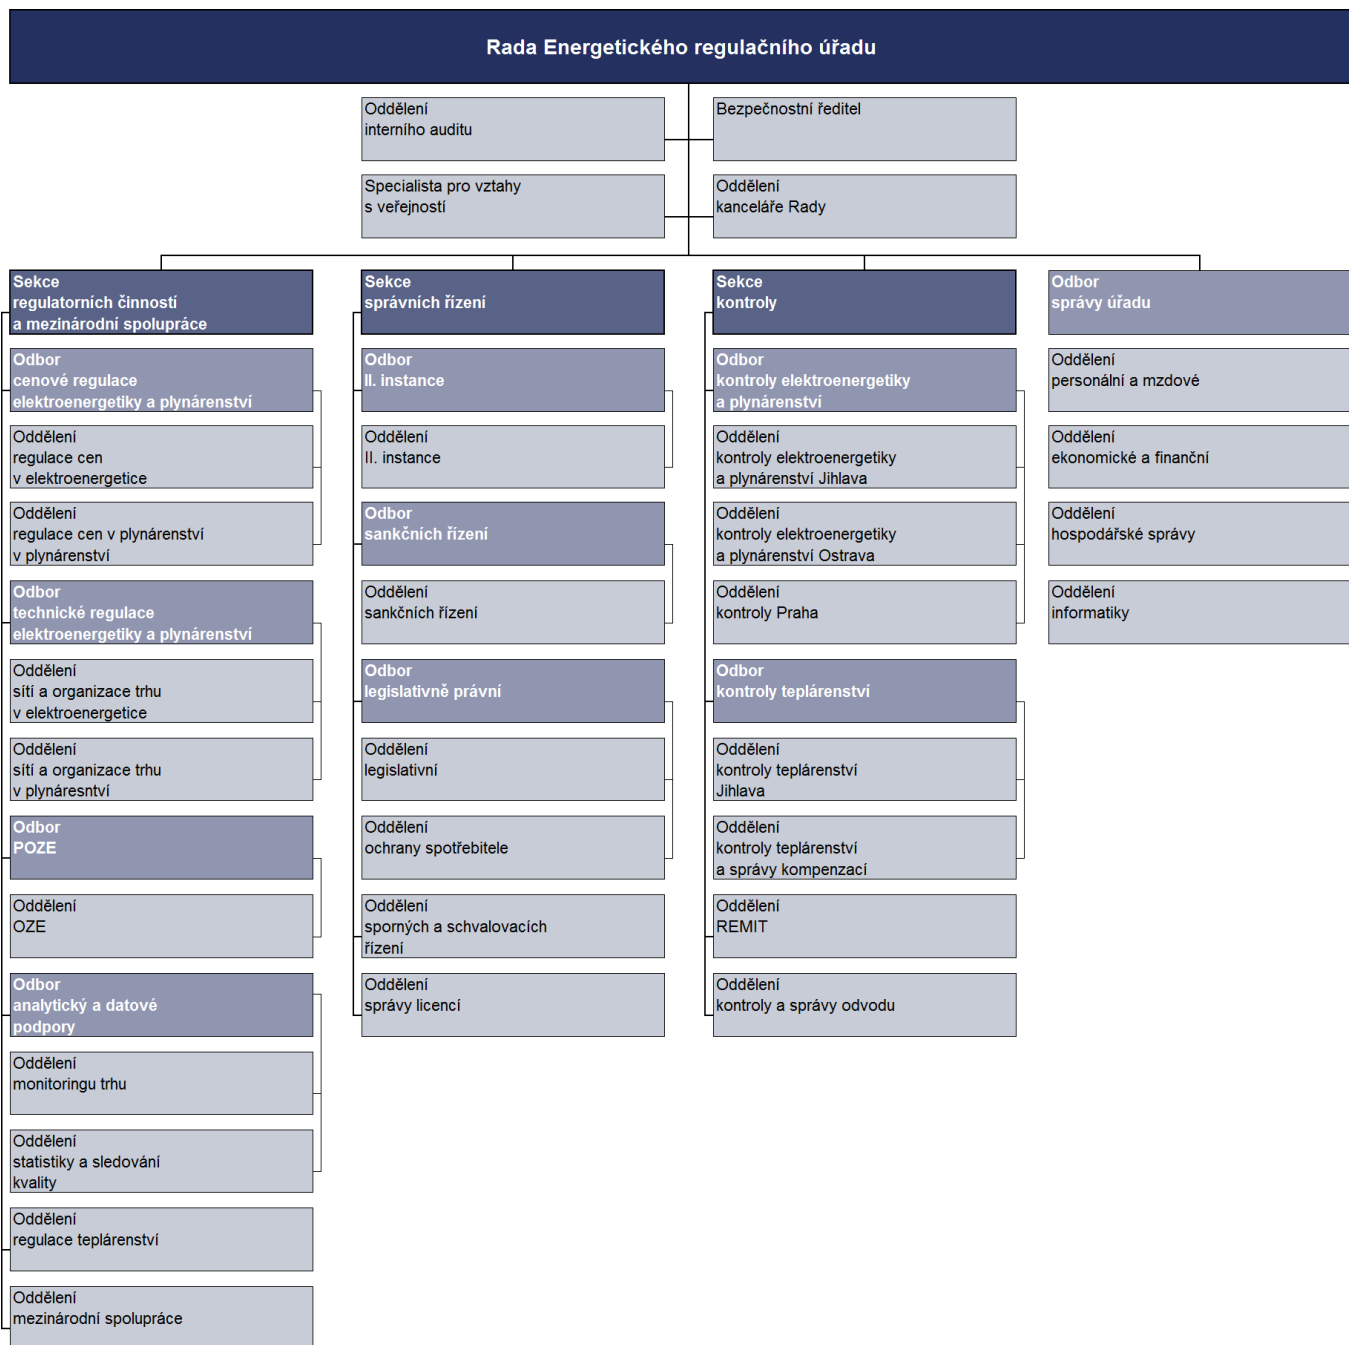 Rada Energetického regulačního úřadu
Oddělení
interního auditu
Bezpečnostní ředitel
Specialista pro vztahy
s veřejností
Oddělení
kanceláře Rady
Sekce
regulatorních činností
a mezinárodní spolupráce
Odbor
cenové regulace
elektroenergetiky a plynárenství
Oddělení
regulace cen
v elektroenergetice
Oddělení
regulace cen v plynárenství
v plynárenství
Odbor
technické regulace
elektroenergetiky a plynárenství
Oddělení
sítí a organizace trhu
v elektroenergetice
Oddělení
sítí a organizace trhu
v plynáresntví
Odbor
POZE
Oddělení
OZE
Odbor
analytický a datové
podpory
Oddělení
monitoringu trhu
Oddělení
statistiky a sledování
kvality
Oddělení
regulace teplárenství
Oddělení
mezinárodní spolupráce
Sekce
správních řízení
Odbor
II. instance
Oddělení
II. instance
Odbor
sankčních řízení
Oddělení
sankčních řízení
Odbor
legislativně právní
Oddělení
legislativní
Oddělení
ochrany spotřebitele
Oddělení
sporných a schvalovacích
řízení
Oddělení
správy licencí
Sekce
kontroly
Odbor
kontroly elektroenergetiky
a plynárenství
Oddělení
kontroly elektroenergetiky
a plynárenství Jihlava
Oddělení
kontroly elektroenergetiky
a plynárenství Ostrava
Oddělení
kontroly Praha
Odbor
kontroly teplárenství
Oddělení
kontroly teplárenství
Jihlava
Oddělení
kontroly teplárenství
a správy kompenzací
Oddělení
REMIT
Oddělení
kontroly a správy odvodu
Odbor
správy úřadu
Oddělení
personální a mzdové
Oddělení
ekonomické a finanční
Oddělení
hospodářské správy
Oddělení
informatiky